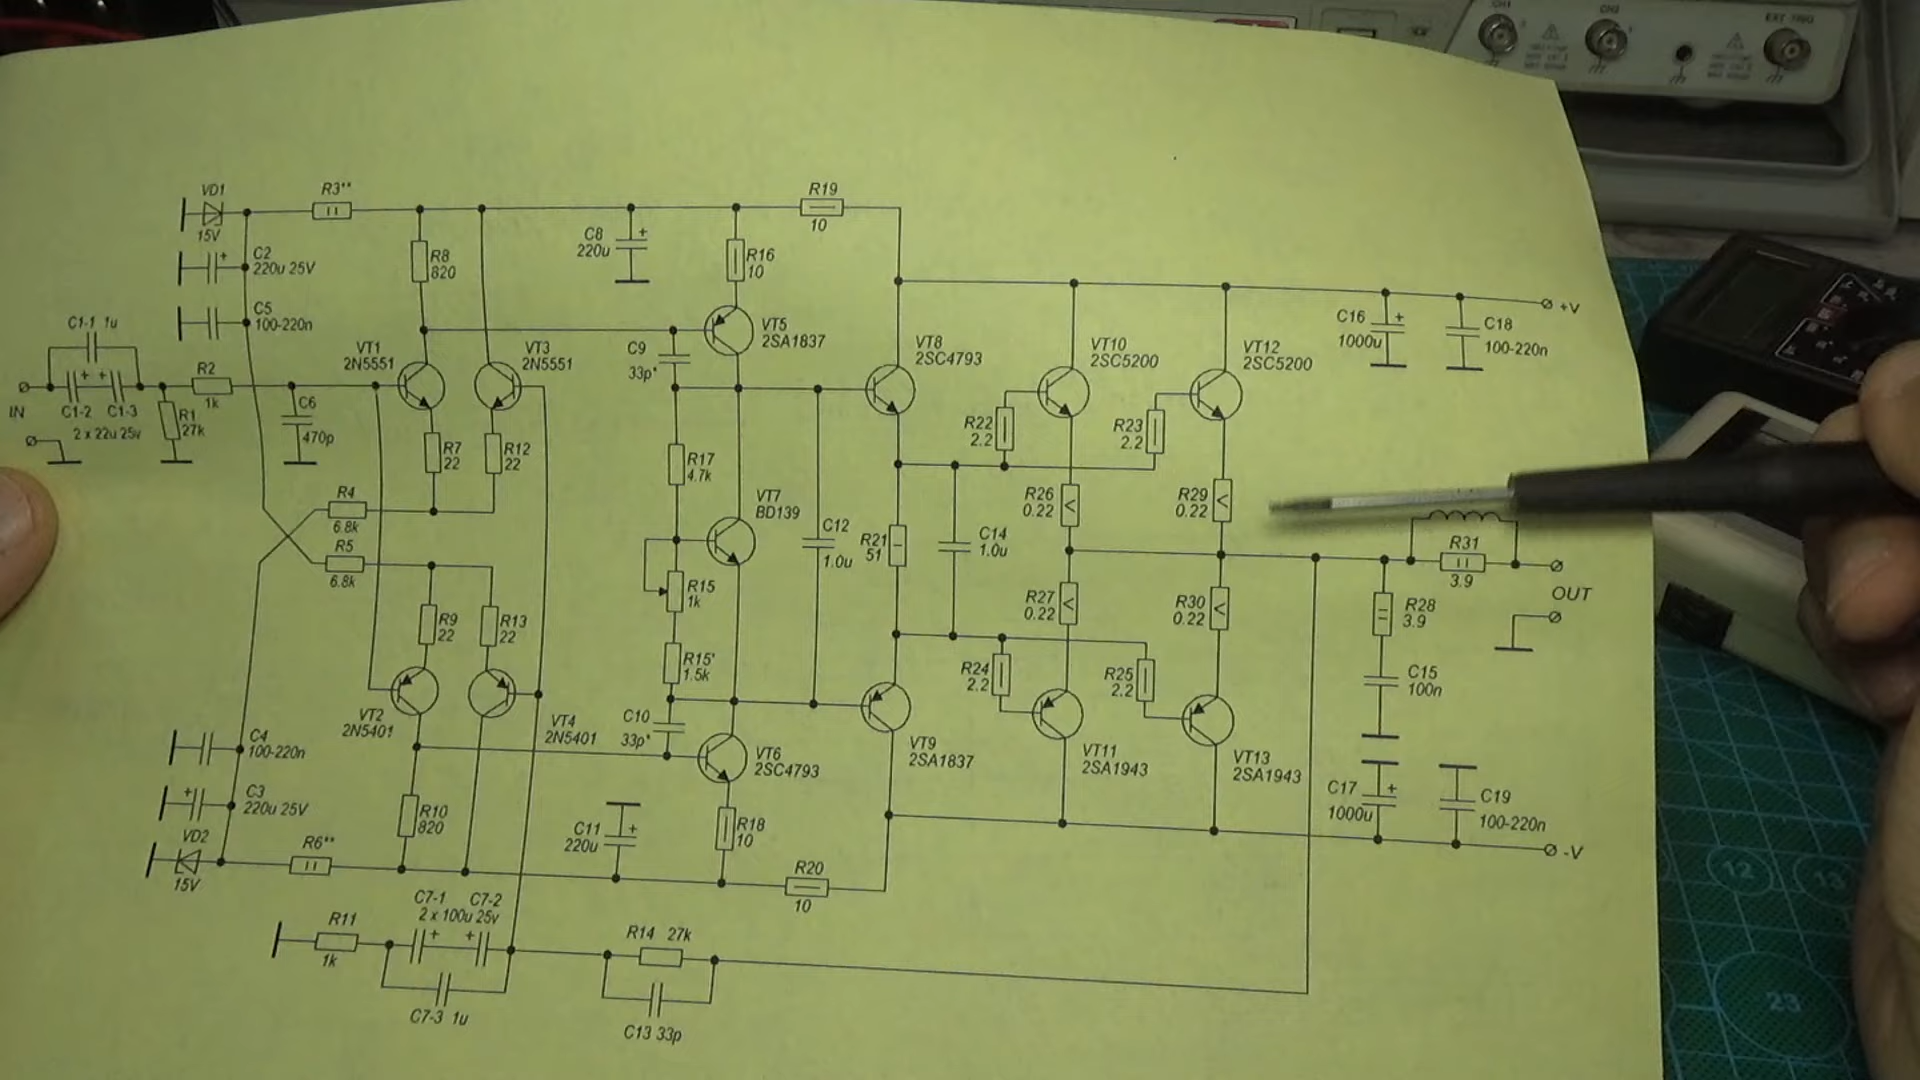 CH1
CH2
EXT TRIG
VD1
15V
R3**
R19
10
C8
220u
+
R8
820
R16
10
C2
220u 25V
+
C5
100-220n
VT5
2SA1837
+V
C1-1 1u
VT1
2N5551
VT3
2N5551
C9
33p*
VT8
2SC4793
VT10
2SC5200
VT12
2SC5200
C16
1000u
+
C18
100-220n
R2
1k
IN
+ +
C1-2 C1-3
2 x 22u 25v
R1
27k
C6
470p
R7
22
R12
22
R22
2.2
R23
2.2
R17
4.7k
R4
6.8k
R5
6.8k
VT7
BD139
C12
1.0u
R21
51
C14
1.0u
R26
0.22
R29
0.22
R31
3.9
OUT
R15
1k
R27
0.22
R30
0.22
R28
3.9
R9
22
R13
22
R15'
1.5k
R24
2.2
R25
2.2
C15
100n
VT2
2N5401
VT4
2N5401
C10
33p*
VT6
2SC4793
VT9
2SA1837
VT11
2SA1943
VT13
2SA1943
C4
100-220n
C3
220u 25V
+
VD2
15V
R6**
R10
820
C11
220u
+
R18
10
R20
10
C17
1000u
+
C19
100-220n
-V
C7-1 C7-2
2 x 100u 25v
+ +
R11
1k
C7-3 1u
R14 27k
C13 33p
12
13
23